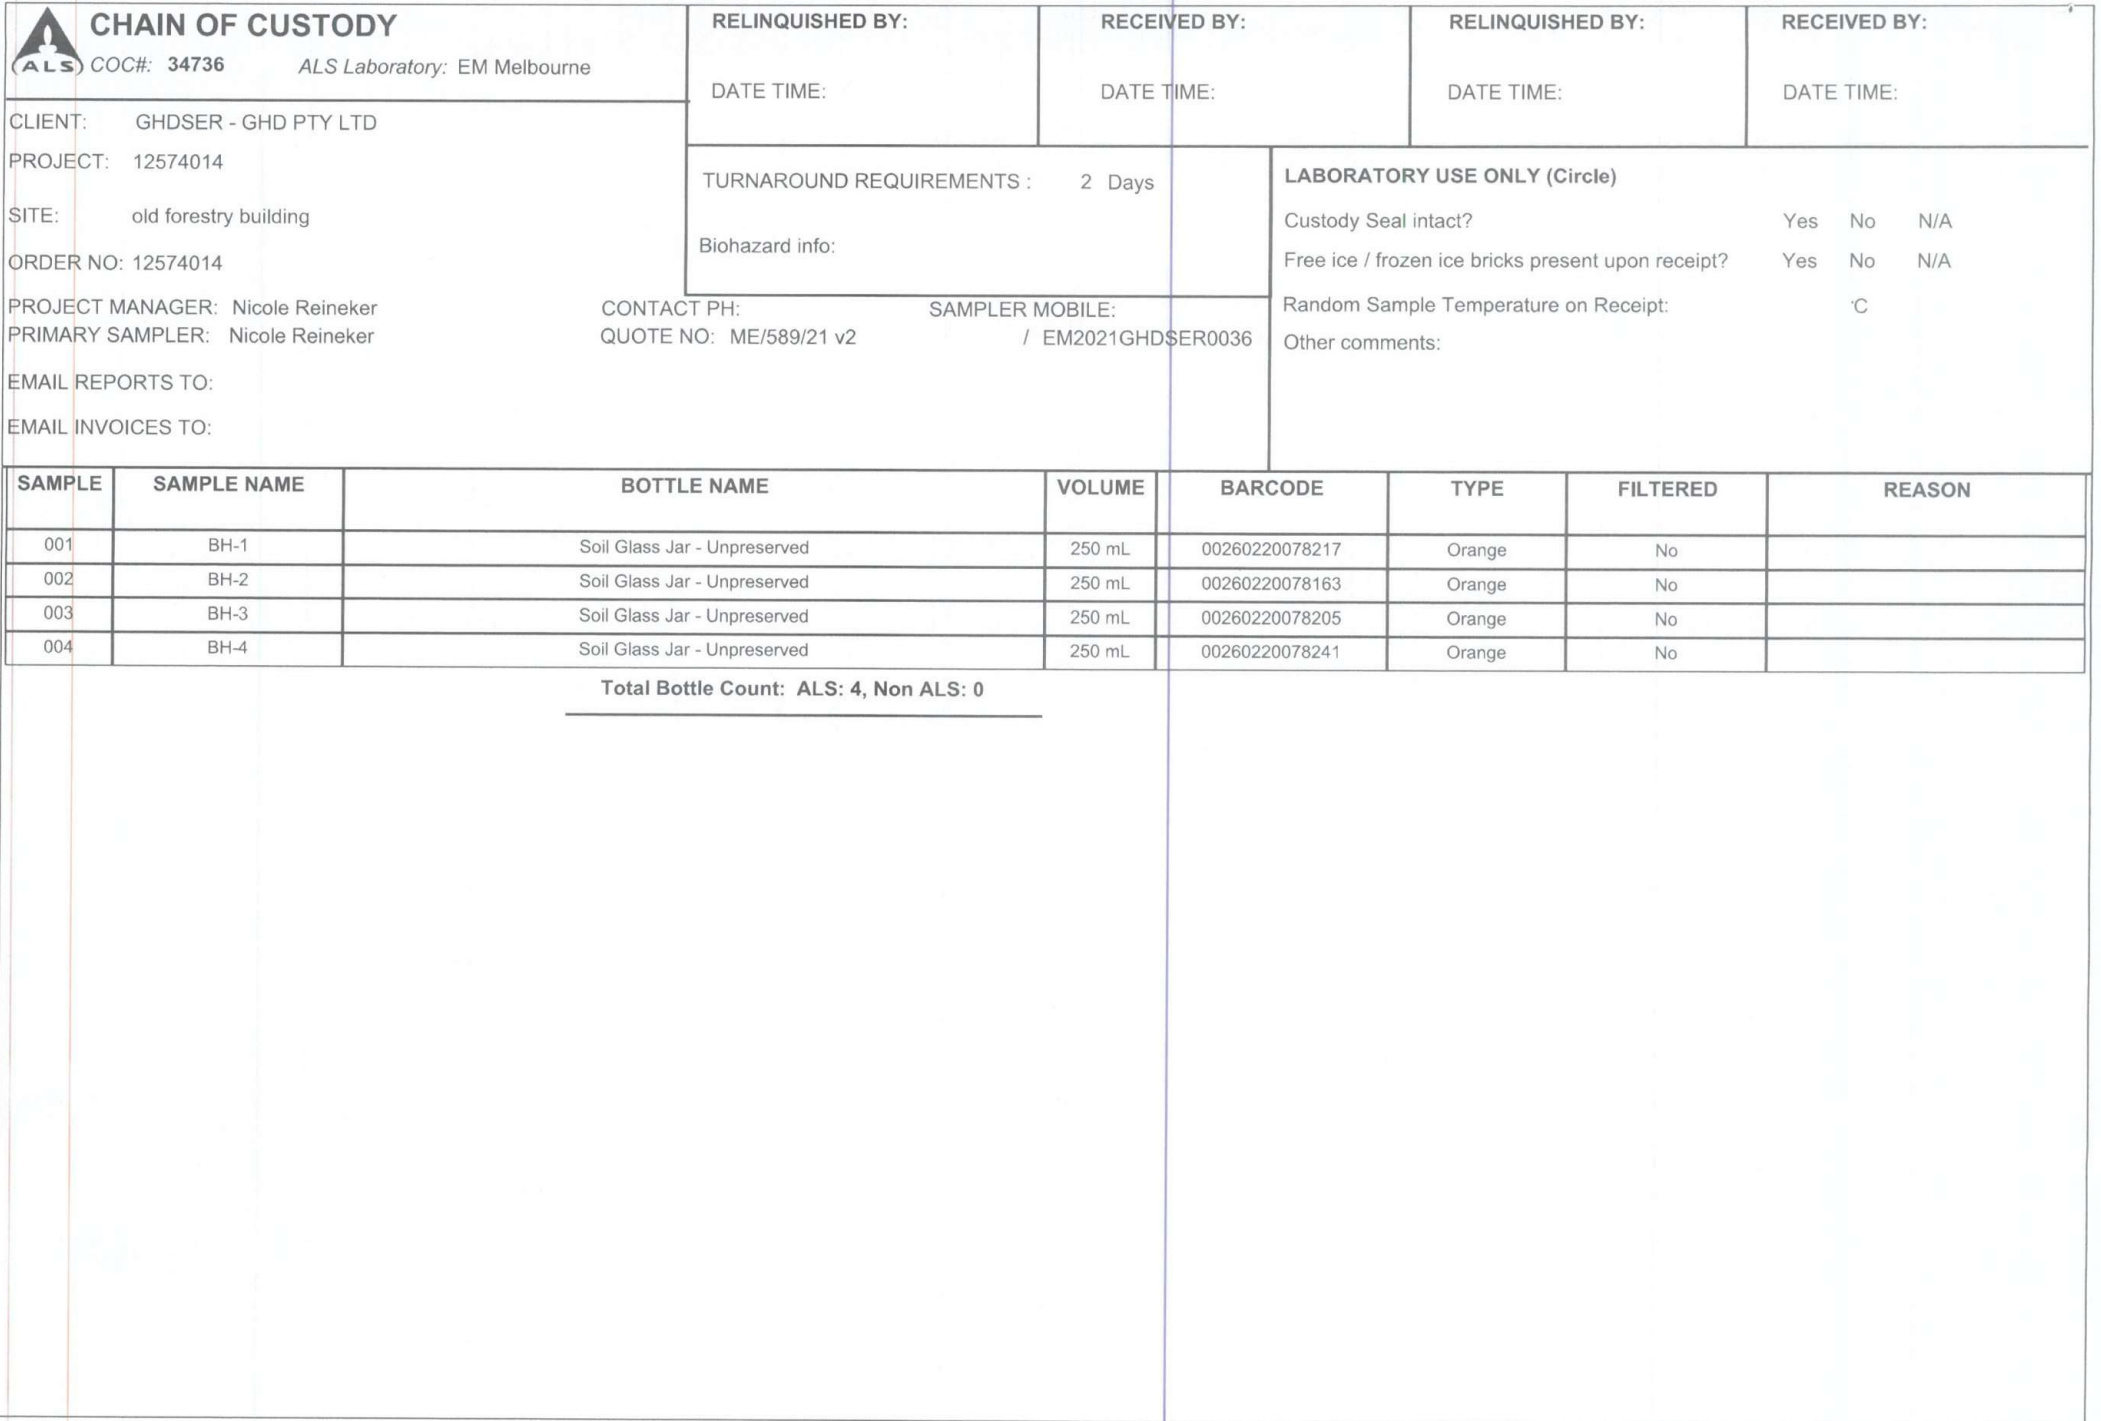 CHAIN OF CUSTODY
ALS COC#: 34736 ALS Laboratory: EM Melbourne
RELINQUISHED BY: RECEIVED BY: RELINQUISHED BY: RECEIVED BY:
DATE TIME: DATE TIME: DATE TIME: DATE TIME:
CLIENT: GHDSER - GHD PTY LTD
PROJECT: 12574014
SITE: old forestry building
ORDER NO: 12574014
TURNAROUND REQUIREMENTS : 2 Days
Biohazard info:
LABORATORY USE ONLY (Circle)
Custody Seal intact? Yes No N/A
Free ice / frozen ice bricks present upon receipt? Yes No N/A
Random Sample Temperature on Receipt: °C
Other comments:
PROJECT MANAGER: Nicole Reineker CONTACT PH: SAMPLER MOBILE:
PRIMARY SAMPLER: Nicole Reineker QUOTE NO: ME/589/21 v2 / EM2021GHDSER0036
EMAIL REPORTS TO:
EMAIL INVOICES TO:
SAMPLE SAMPLE NAME BOTTLE NAME VOLUME BARCODE TYPE FILTERED REASON
001 BH-1 Soil Glass Jar - Unpreserved 250 mL 00260220078217 Orange No
002 BH-2 Soil Glass Jar - Unpreserved 250 mL 00260220078163 Orange No
003 BH-3 Soil Glass Jar - Unpreserved 250 mL 00260220078205 Orange No
004 BH-4 Soil Glass Jar - Unpreserved 250 mL 00260220078241 Orange No
Total Bottle Count: ALS: 4, Non ALS: 0